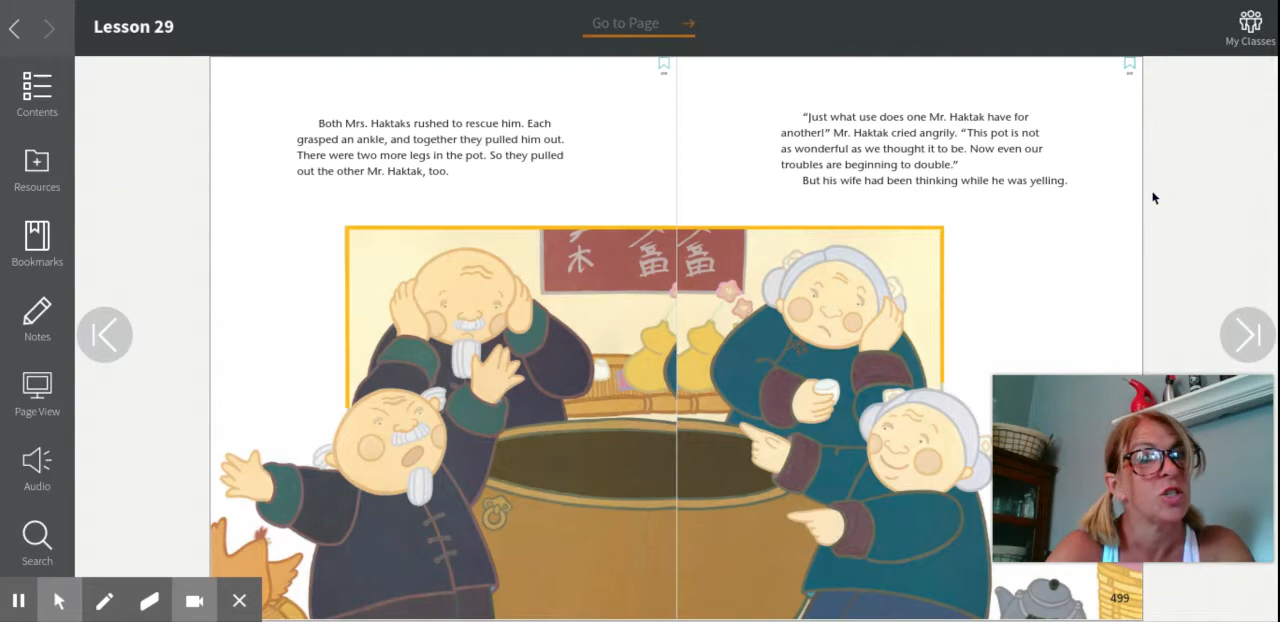 Lesson 29
Go to Page
My Classes
Contents
Resources
Bookmarks
Notes
Page View
Audio
Search
Both Mrs. Haktaks rushed to rescue him. Each
grasped an ankle, and together they pulled him out.
There were two more legs in the pot. So they pulled
out the other Mr. Haktak, too.
“Just what use does one Mr. Haktak have for
another!” Mr. Haktak cried angrily. “This pot is not
as wonderful as we thought it to be. Now even our
troubles are beginning to double.”
But his wife had been thinking while he was yelling.
499